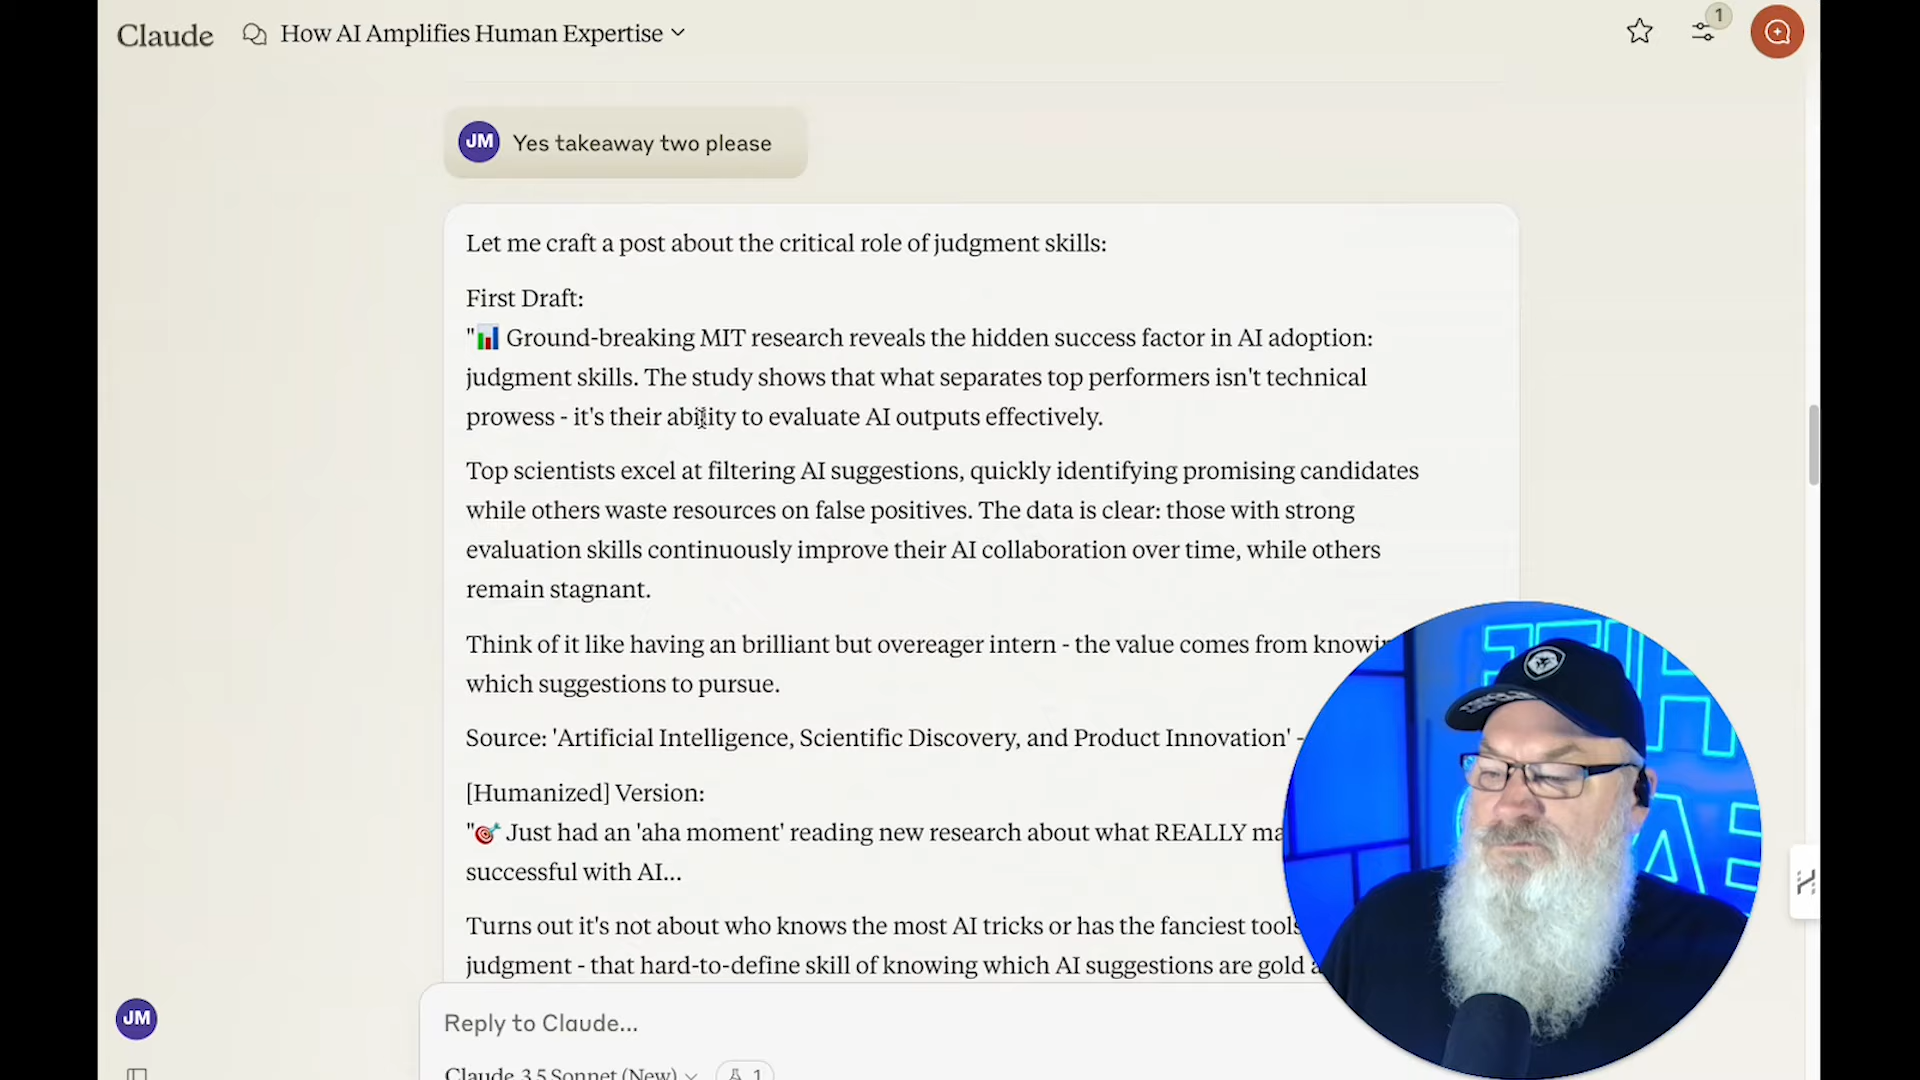 Claude
How AI Amplifies Human Expertise
1
JM
Yes takeaway two please
Let me craft a post about the critical role of judgment skills:
First Draft:
"📊 Ground-breaking MIT research reveals the hidden success factor in AI adoption:
judgment skills. The study shows that what separates top performers isn't technical
prowess - it's their ability to evaluate AI outputs effectively.
Top scientists excel at filtering AI suggestions, quickly identifying promising candidates
while others waste resources on false positives. The data is clear: those with strong
evaluation skills continuously improve their AI collaboration over time, while others
remain stagnant.
Think of it like having an brilliant but overeager intern - the value comes from
which suggestions to pursue.
Source: 'Artificial Intelligence, Scientific Discovery, and Product Innovation' -
[Humanized] Version:
"🎯 Just had an 'aha moment' reading new research about what REALLY
successful with AI...
Turns out it's not about who knows the most AI tricks or has the fanciest tools
judgment - that hard-to-define skill of knowing which AI suggestions are gold
JM
Reply to Claude...
Claude 3.5 Sonnet (New)
1